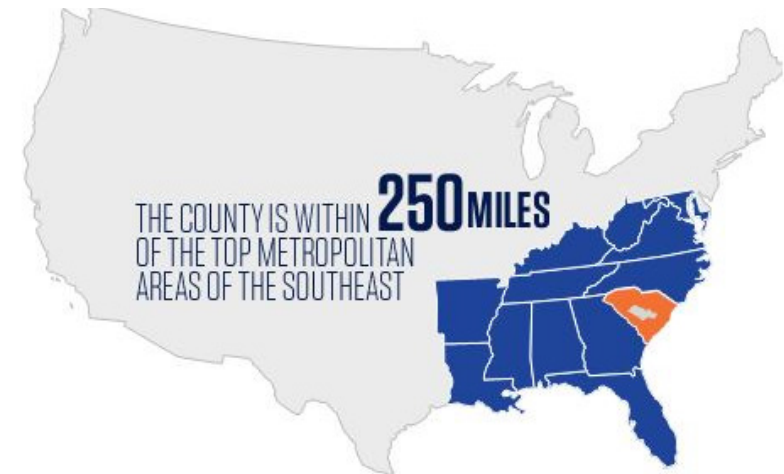 THE COUNTY IS WITHIN 250 MILES
OF THE TOP METROPOLITAN
AREAS OF THE SOUTHEAST